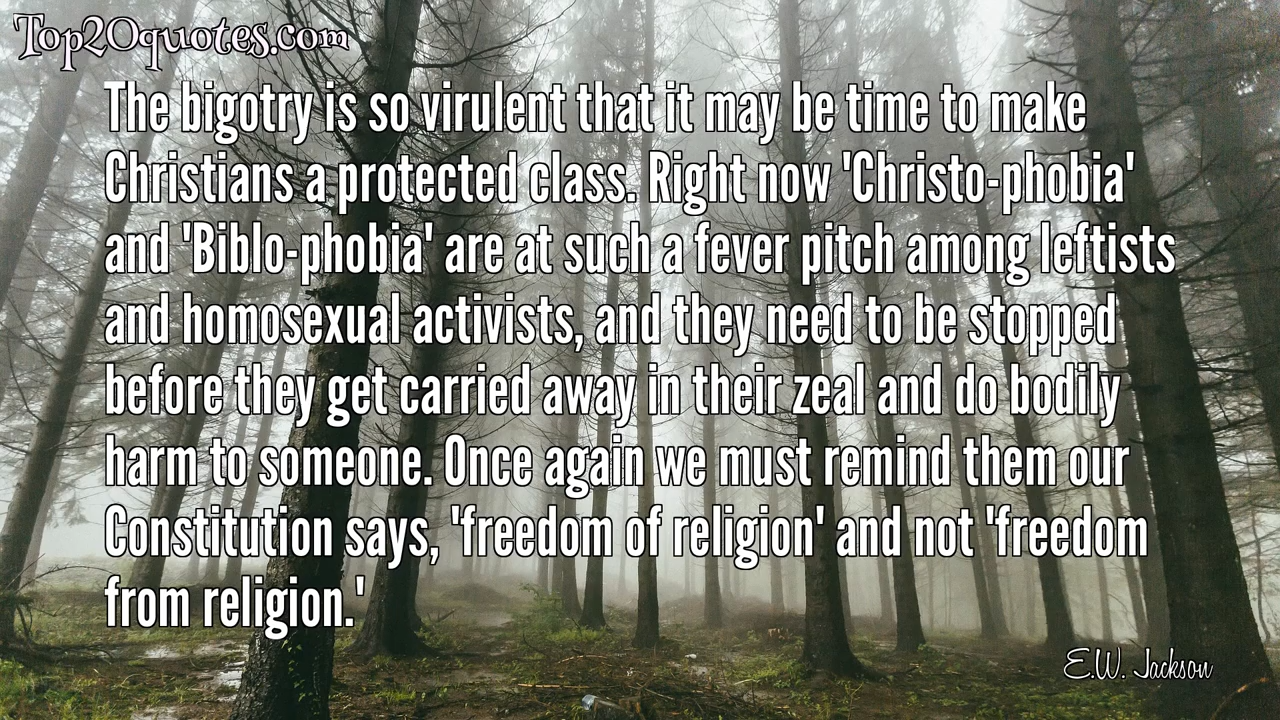 Top20quotes.com
The bigotry is so virulent that it may be time to make
Christians a protected class. Right now 'Christo-phobia'
and 'Biblo-phobia' are at such a fever pitch among leftists
and homosexual activists, and they need to be stopped
before they get carried away in their zeal and do bodily
harm to someone. Once again we must remind them our
Constitution says, 'freedom of religion' and not 'freedom
from religion.'
E.W. Jackson